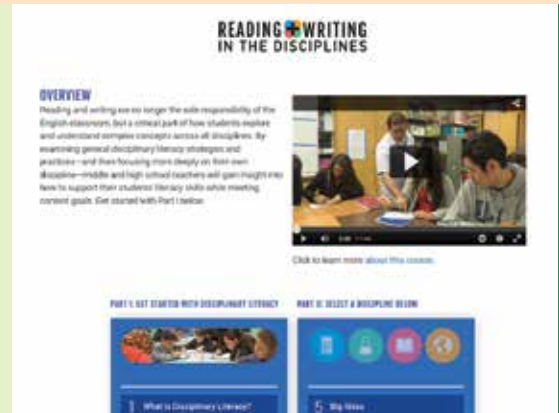 READING WRITING
IN THE DISCIPLINES
OVERVIEW
Reading and writing are no longer the sole responsibility of the
English classroom, but a critical part of how students explore
and understand complex concepts across all disciplines. By
examining general disciplinary literacy strategies and
practices—and then focusing more deeply on their own
discipline—middle and high school teachers will gain insight into
how to support their students' literacy skills while meeting
content goals. Get started with Part I below.
Click to learn more about this course.
PART I: GET STARTED WITH DISCIPLINARY LITERACY
PART II: SELECT A DISCIPLINE BELOW
1 What is Disciplinary Literacy?
5 Big Ideas